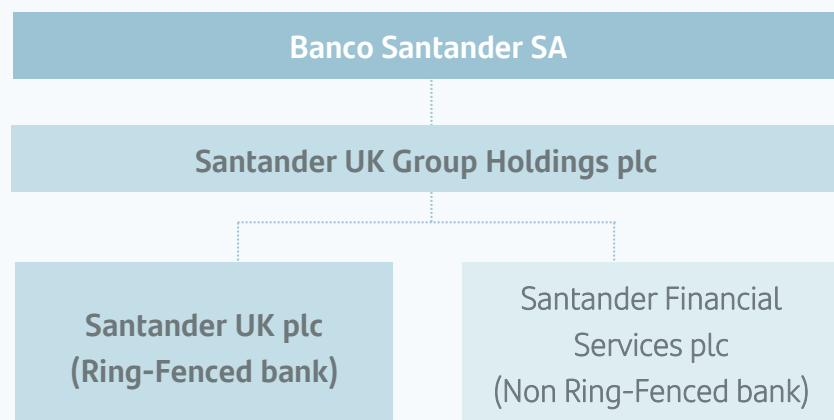 Banco Santander SA
Santander UK Group Holdings plc
Santander UK plc
(Ring-Fenced bank)
Santander Financial
Services plc
(Non Ring-Fenced bank)